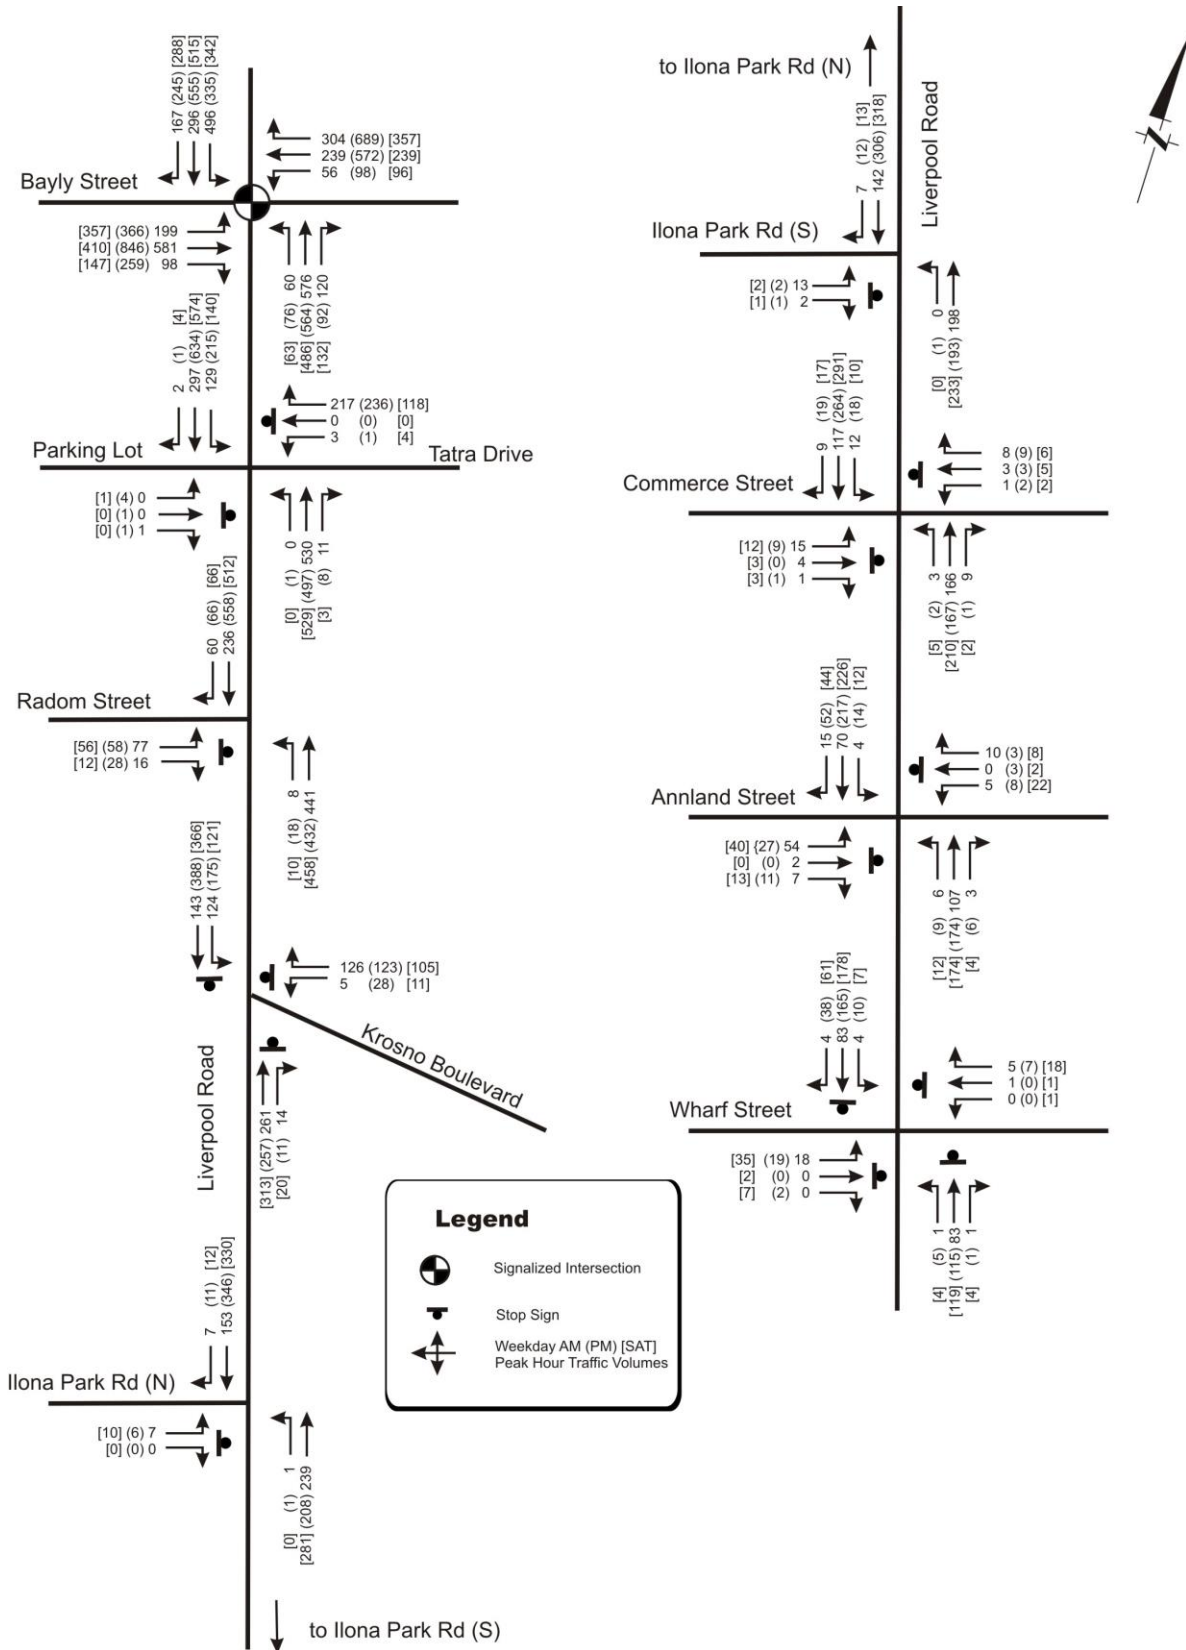 167 (245) [288]
296 (555) [515]
496 (335) [342]
304 (689) [357]
239 (572) [239]
56 (98) [96]
Bayly Street
[357] (366) 199
[410] (846) 581
[147] (259) 98
[63] (76) 60
[486] (564) 576
[132] (92) 120
2 (1) [4]
297 (634) [574]
129 (215) [140]
217 (236) [118]
0 (0) [0]
3 (1) [4]
Parking Lot
Tatra Drive
[1] (4) 0
[0] (1) 0
[0] (1) 1
[0] (1) 0
[529] (497) 530
[3] (8) 11
60 (66) [66]
236 (558) [512]
Radom Street
[56] (58) 77
[12] (28) 16
[10] (18) 8
[458] (432) 441
143 (388) [366]
124 (175) [121]
126 (123) [105]
5 (28) [11]
Krosno Boulevard
Liverpool Road
[313] (257) 261
[20] (11) 14
7 (11) [12]
153 (346) [330]
Ilona Park Rd (N)
[10] (6) 7
[0] (0) 0
[0] (1) 1
[281] (208) 239
to Ilona Park Rd (S)
to Ilona Park Rd (N)
Liverpool Road
N
7 (12) [13]
142 (306) [318]
Ilona Park Rd (S)
[2] (2) 13
[1] (1) 2
[0] (1) 0
[233] (193) 198
9 (19) [17]
117 (264) [291]
12 (18) [10]
8 (9) [6]
3 (3) [5]
1 (2) [2]
Commerce Street
[12] (9) 15
[3] (0) 4
[3] (1) 1
[5] (2) 3
[210] (167) 166
[2] (1) 9
15 (52) [44]
70 (217) [226]
4 (14) [12]
10 (3) [8]
0 (3) [2]
5 (8) [22]
Annland Street
[40] {27) 54
[0] (0) 2
[13] (11) 7
[12] (9) 6
[174] (174) 107
[4] (6) 3
4 (38) [61]
83 (165) [178]
4 (10) [7]
5 (7) [18]
1 (0) [1]
0 (0) [1]
Wharf Street
[35] (19) 18
[2] (0) 0
[7] (2) 0
[4] (5) 1
[119] (115) 83
[4] (1) 1
Legend
Signalized Intersection
Stop Sign
Weekday AM (PM) [SAT]
Peak Hour Traffic Volumes